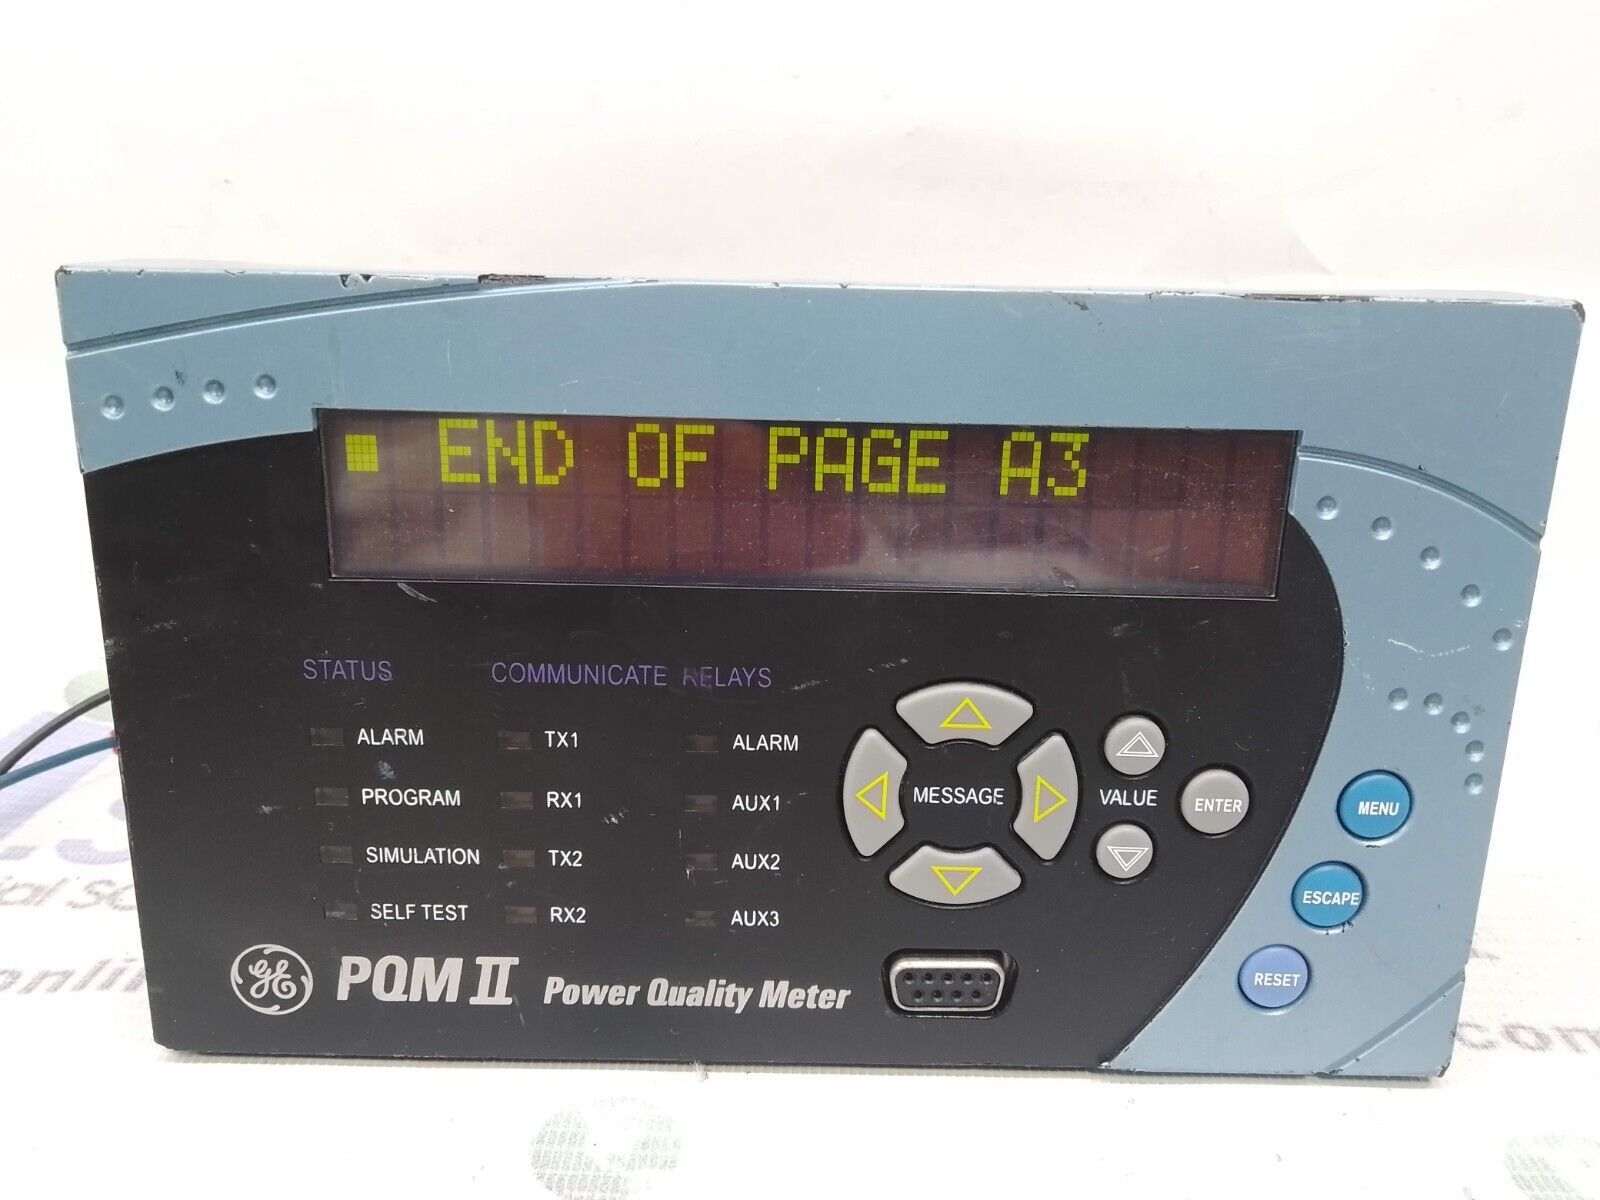 ■ END OF PAGE A3
STATUS COMMUNICATE RELAYS
ALARM TX1 ALARM
PROGRAM RX1 AUX1
SIMULATION TX2 AUX2
SELF TEST RX2 AUX3
MESSAGE
VALUE
ENTER
MENU
ESCAPE
RESET
GE PQM II Power Quality Meter